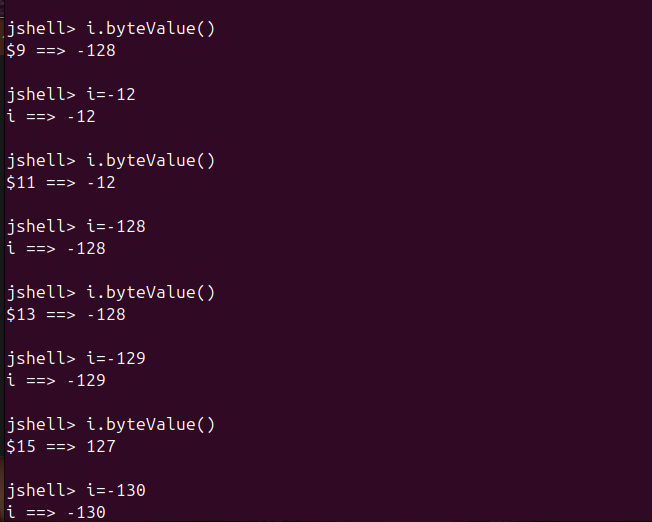 jshell> i.byteValue()
$9 ==> -128
jshell> i=-12
i ==> -12
jshell> i.byteValue()
$11 ==> -12
jshell> i=-128
i ==> -128
jshell> i.byteValue()
$13 ==> -128
jshell> i=-129
i ==> -129
jshell> i.byteValue()
$15 ==> 127
jshell> i=-130
i ==> -130